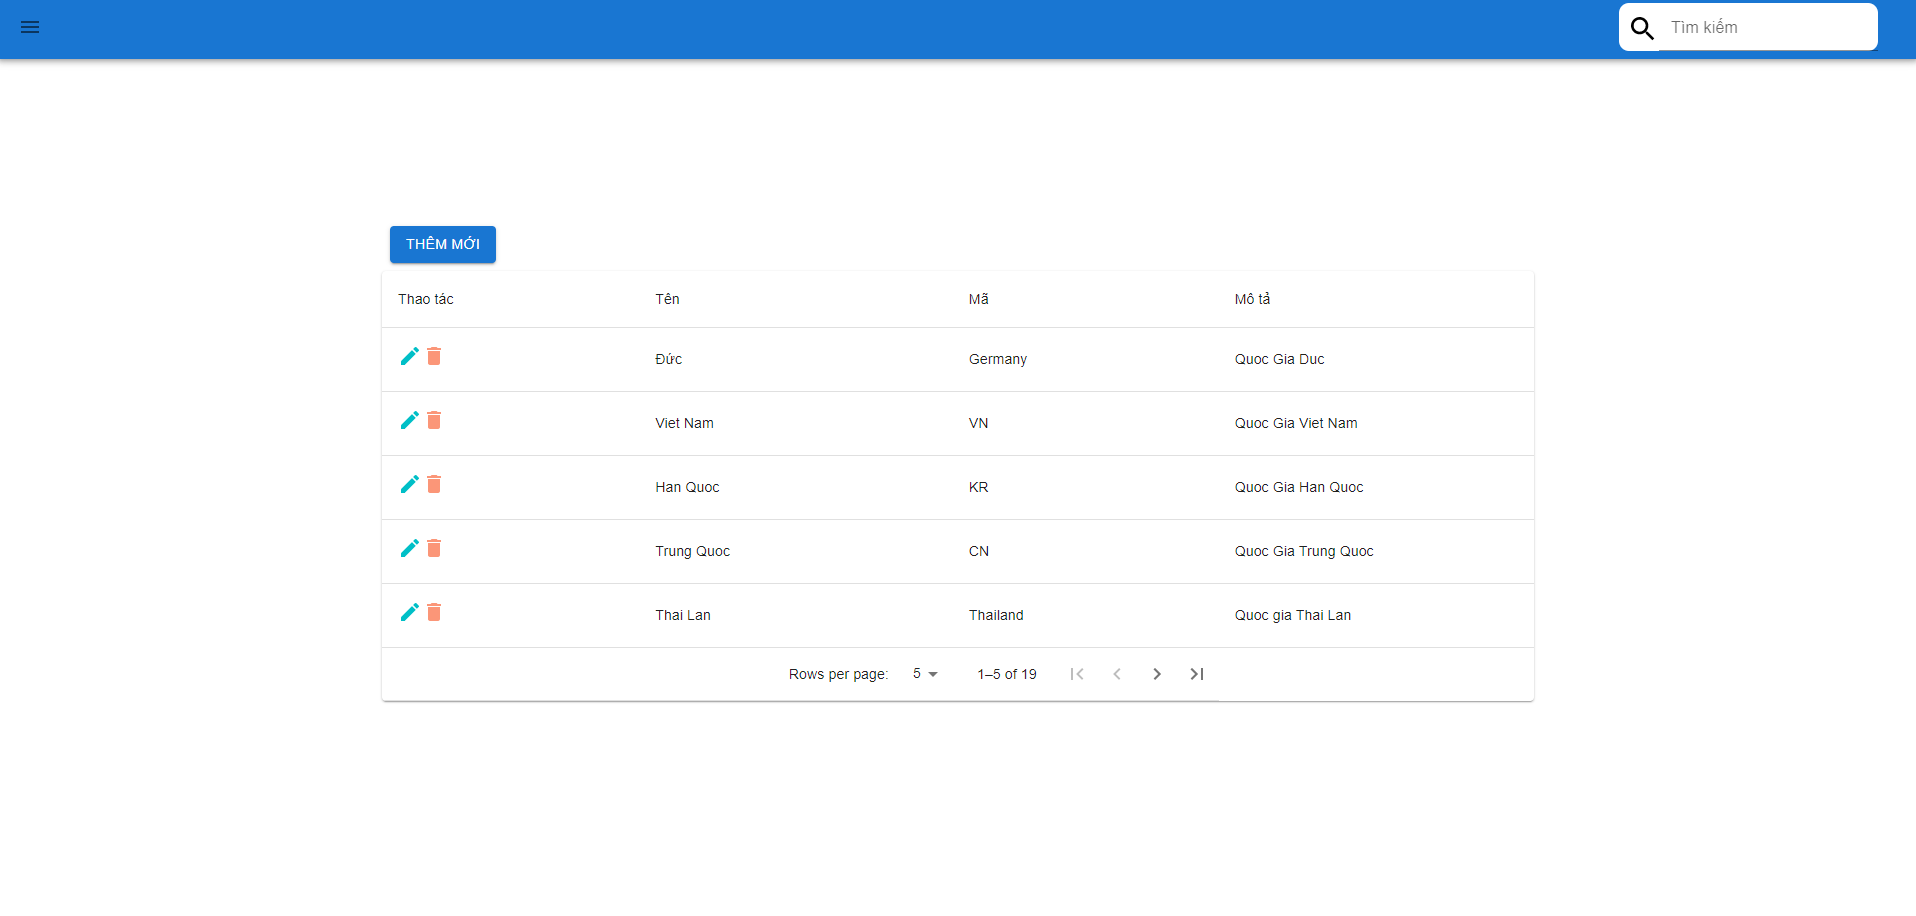 Tìm kiếm
THÊM MỚI
Thao tác Tên Mã Mô tả
Đức Germany Quoc Gia Duc
Viet Nam VN Quoc Gia Viet Nam
Han Quoc KR Quoc Gia Han Quoc
Trung Quoc CN Quoc Gia Trung Quoc
Thai Lan Thailand Quoc gia Thai Lan
Rows per page: 5 1–5 of 19